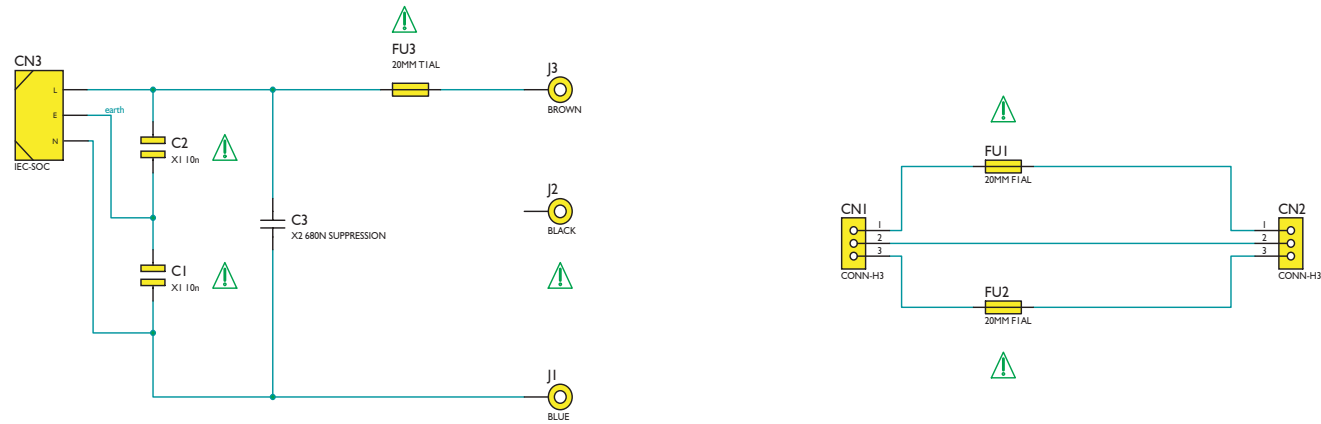 CN3
L
E
N
IEC-SOC
earth
C2
X1 10n
C1
X1 10n
C3
X2 680N SUPPRESSION
FU3
20MM T1AL
J3
BROWN
J2
BLACK
J1
BLUE
FU1
20MM F1AL
CN1
1
2
3
CONN-H3
FU2
20MM F1AL
CN2
1
2
3
CONN-H3